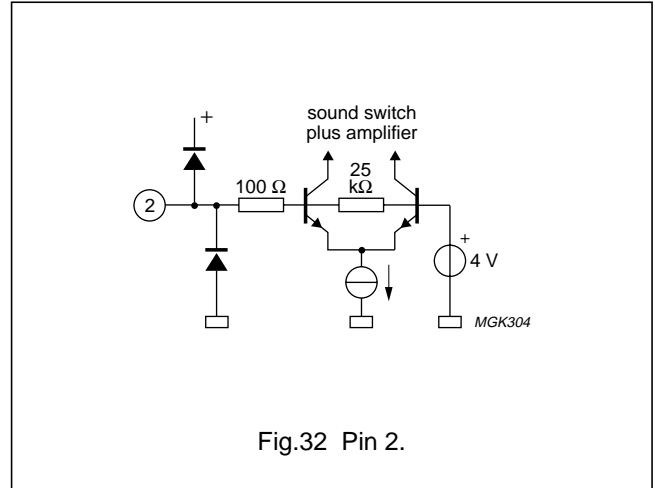 +
sound switch
plus amplifier
25
kΩ
100 Ω
2
+
4 V
MGK304
Fig.32 Pin 2.